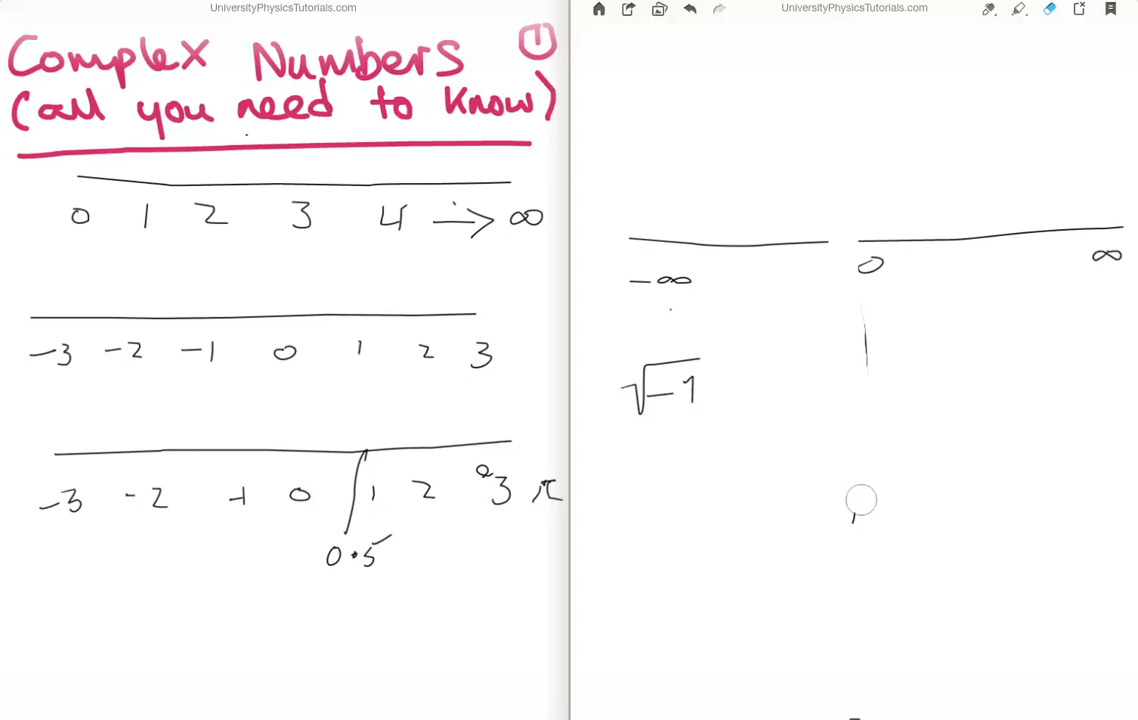 UniversityPhysicsTutorials.com
Complex Numbers 1
(all you need to know)
0 1 2 3 4 → ∞
-3 -2 -1 0 1 2 3
-3 -2 -1 0 1 2 3 π
0.5
UniversityPhysicsTutorials.com
-∞ 0 ∞
√-1